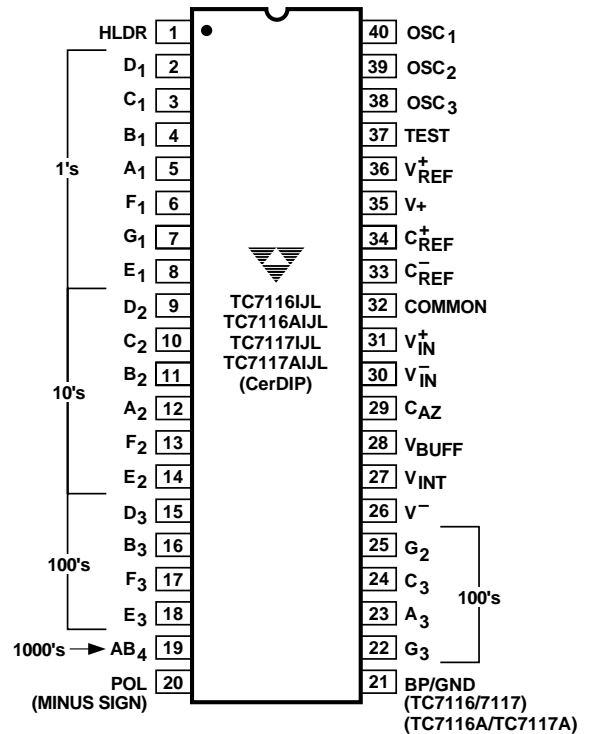 HLDR 1 40 OSC1
D1 2 39 OSC2
C1 3 38 OSC3
B1 4 37 TEST
1's A1 5 36 V+REF
F1 6 35 V+
G1 7 34 C+REF
E1 8 33 C−REF
D2 9 32 COMMON
C2 10 31 V+IN
B2 11 30 V−IN
10's A2 12 29 CAZ
F2 13 28 VBUFF
E2 14 27 VINT
D3 15 26 V−
B3 16 25 G2
100's F3 17 24 C3 100's
E3 18 23 A3
1000's AB4 19 22 G3
POL 20 21 BP/GND
(MINUS SIGN) (TC7116/7117)
(TC7116A/TC7117A)
TC7116IJL
TC7116AIJL
TC7117IJL
TC7117AIJL
(CerDIP)